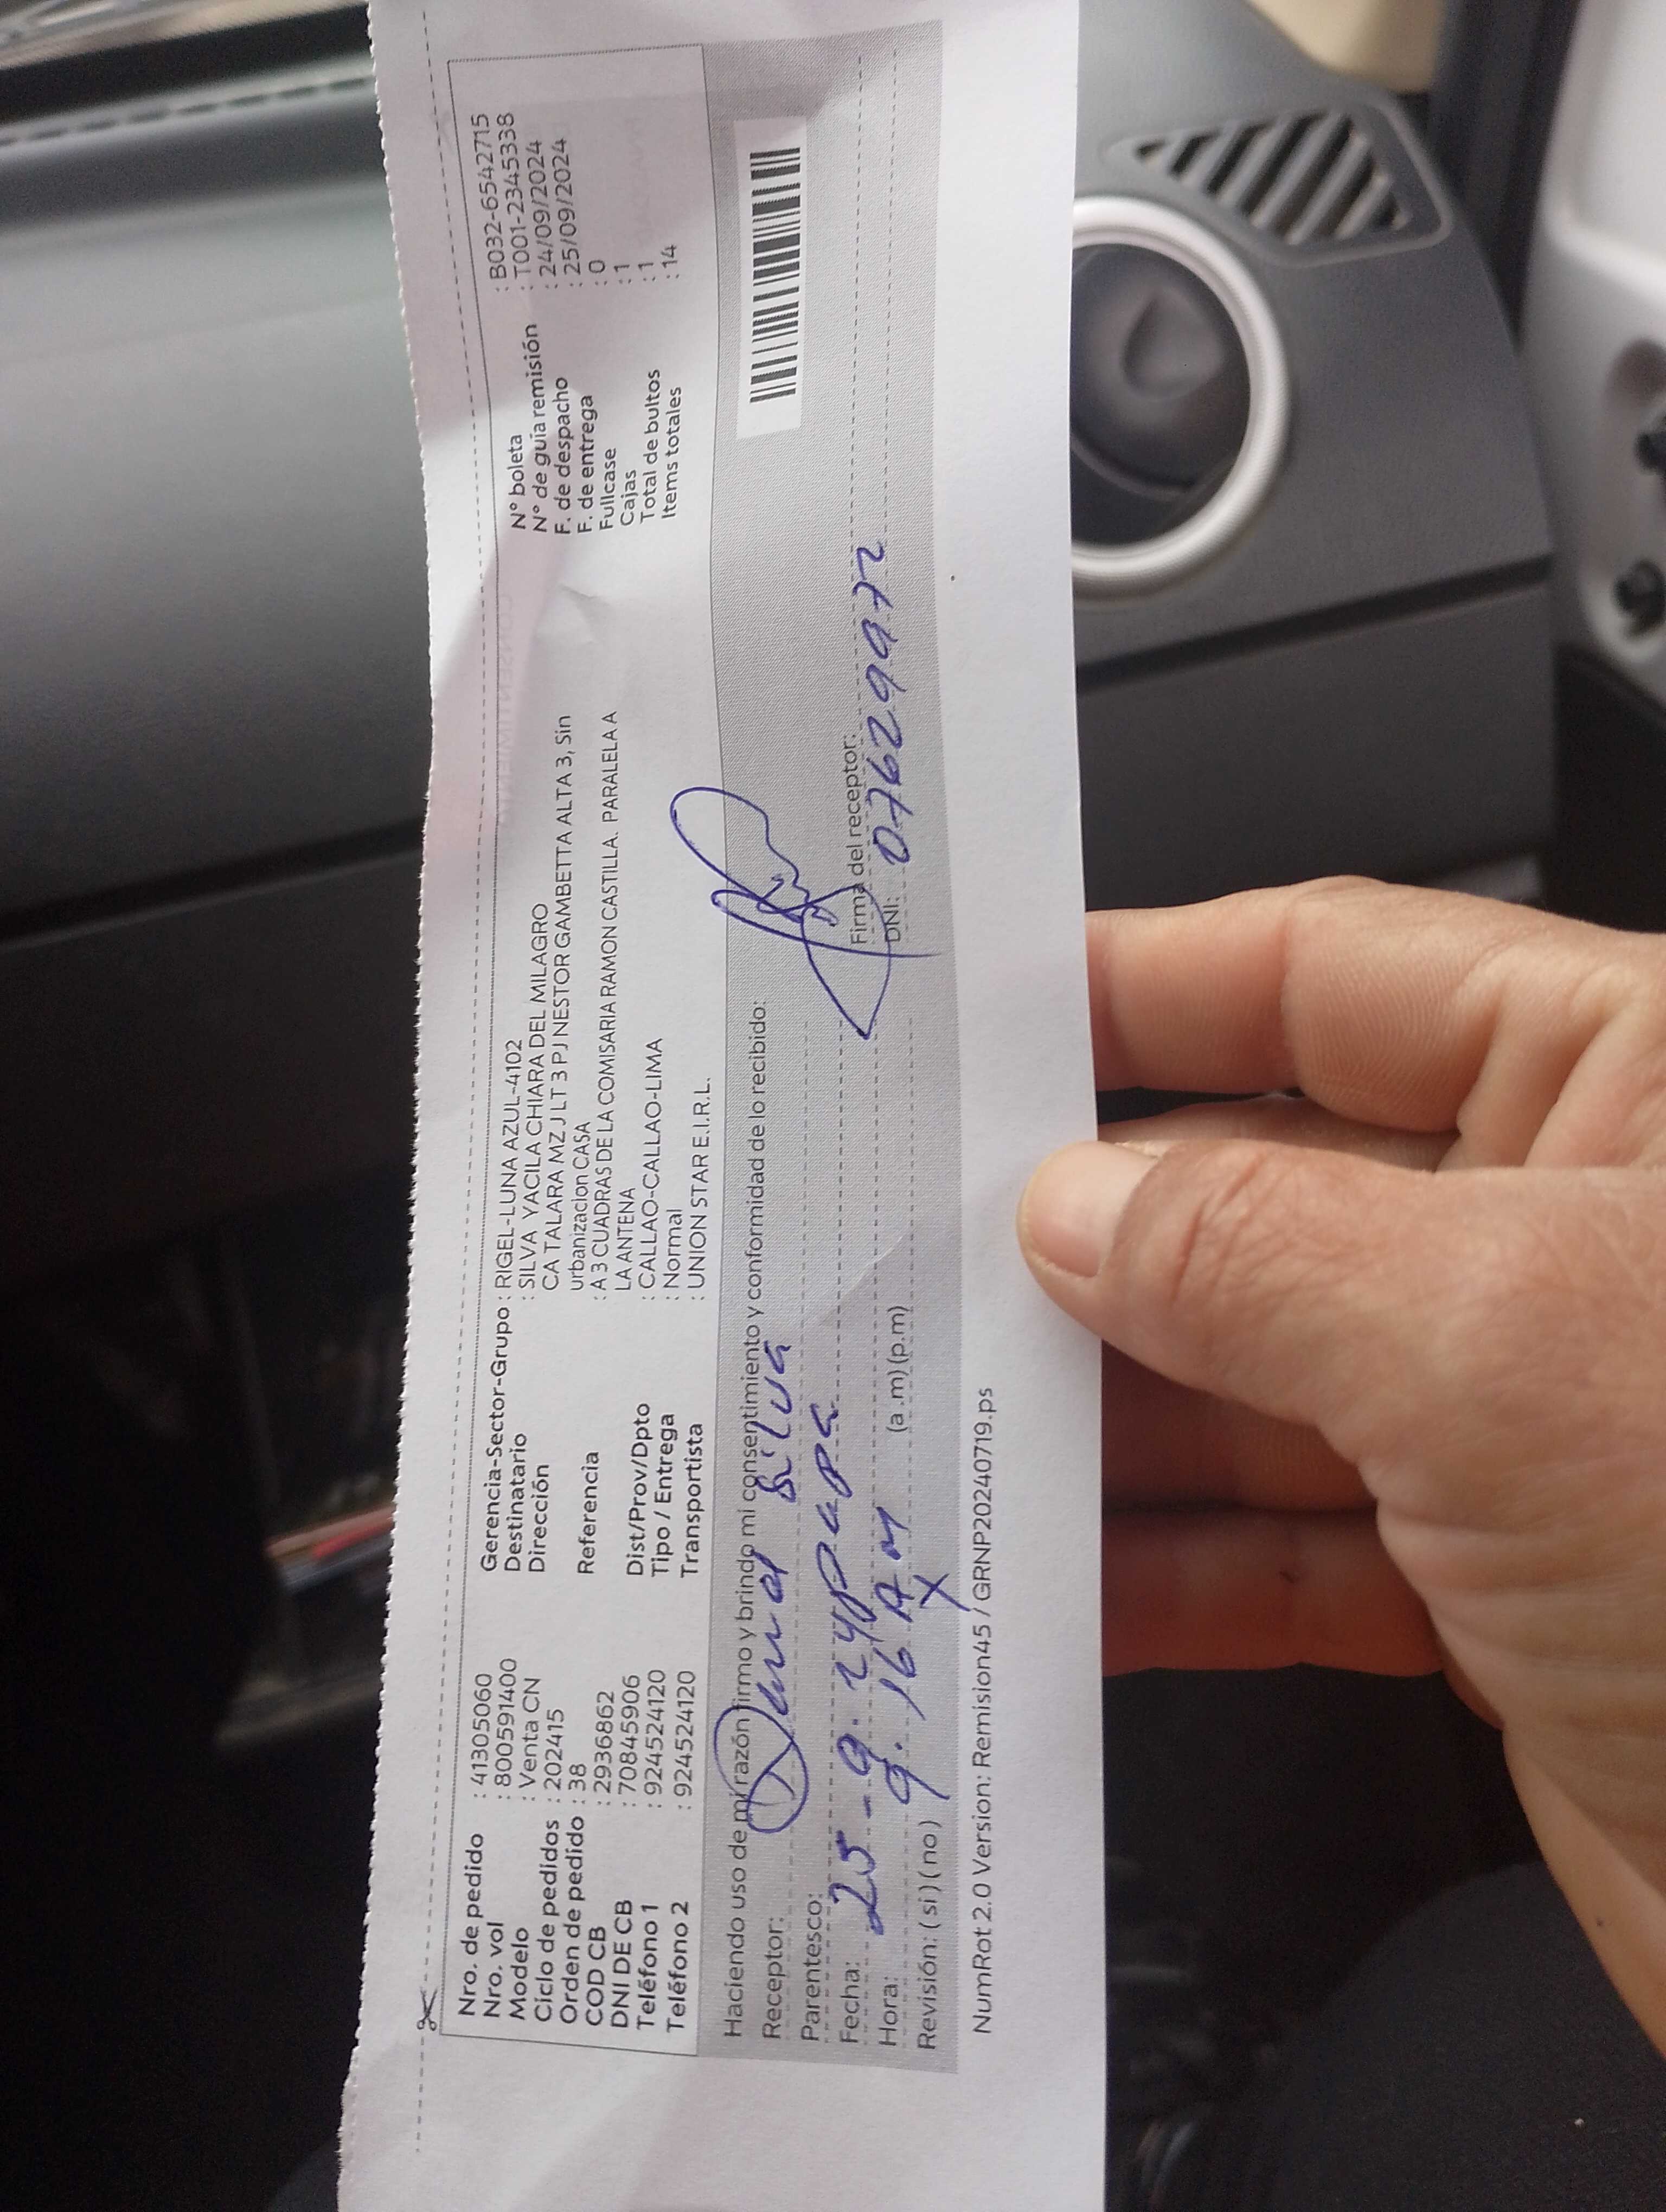 Nro. de pedido : 41305060
Nro. vol : 800591400
Modelo : Venta CN
Ciclo de pedidos : 202415
Orden de pedido : 38
COD CB : 2936862
DNI DE CB : 70845906
Teléfono 1 : 924524120
Teléfono 2 : 924524120
Gerencia-Sector-Grupo : RIGEL-LUNA AZUL-4102
Destinatario : SILVA YACILA CHIARA DEL MILAGRO
Dirección CA TALARA MZ J LT 3 PJ NESTOR GAMBETTA ALTA 3, Sin
urbanizacion CASA
Referencia : A 3 CUADRAS DE LA COMISARIA RAMON CASTILLA. PARALELA A
LA ANTENA
Dist/Prov/Dpto : CALLAO-CALLAO-LIMA
Tipo / Entrega : Normal
Transportista : UNION STAR E.I.R.L.
N° boleta : B032-6542715
N° de guía remisión : T001-2345338
F. de despacho : 24/09/2024
F. de entrega : 25/09/2024
Fullcase : 0
Cajas : 1
Total de bultos : 1
Items totales : 14
Haciendo uso de mi razón firmo y brindo mi consentimiento y conformidad de lo recibido:
Receptor: Silva
Parentesco: papa
Fecha: 25-9.24
Hora: 9.16 AM (a.m)(p.m)
Revisión: (si)(no) X
Firma del receptor:
DNI: 07629972
NumRot 2.0 Version: Remision45 / GRNP20240719.ps